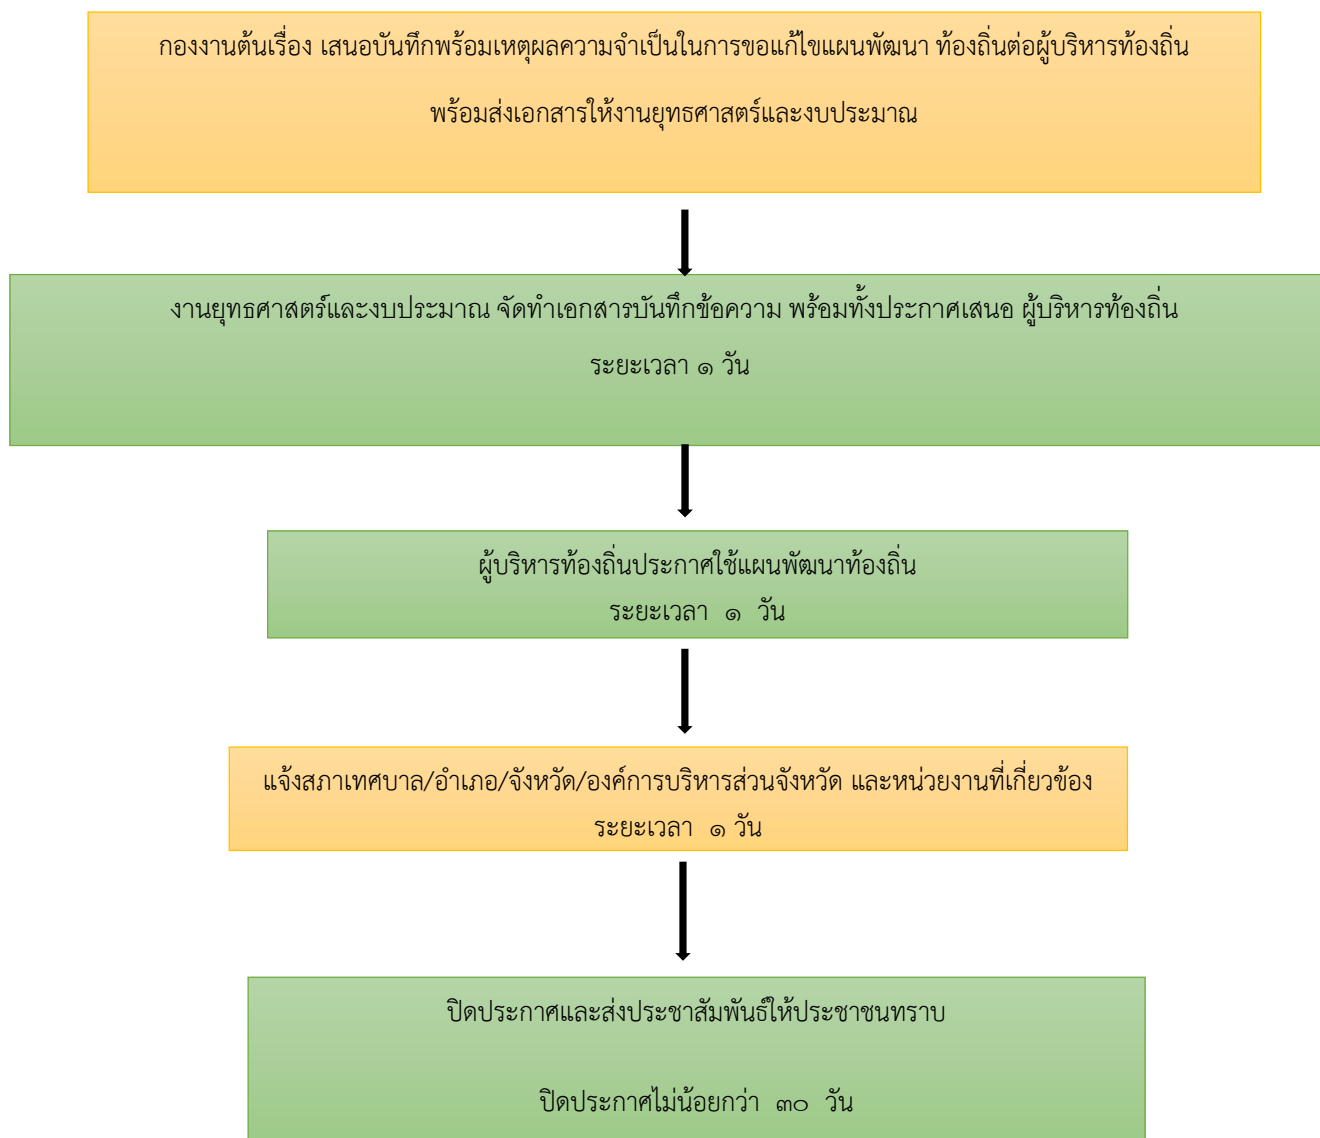 กองงานต้นเรื่อง เสนอบันทึกพร้อมเหตุผลความจำเป็นในการขอแก้ไขแผนพัฒนา ท้องถิ่นต่อผู้บริหารท้องถิ่น
พร้อมส่งเอกสารให้งานยุทธศาสตร์และงบประมาณ
งานยุทธศาสตร์และงบประมาณ จัดทำเอกสารบันทึกข้อความ พร้อมทั้งประกาศเสนอ ผู้บริหารท้องถิ่น
ระยะเวลา ๑ วัน
ผู้บริหารท้องถิ่นประกาศใช้แผนพัฒนาท้องถิ่น
ระยะเวลา ๑ วัน
แจ้งสภาเทศบาล/อำเภอ/จังหวัด/องค์การบริหารส่วนจังหวัด และหน่วยงานที่เกี่ยวข้อง
ระยะเวลา ๑ วัน
ปิดประกาศและส่งประชาสัมพันธ์ให้ประชาชนทราบ
ปิดประกาศไม่น้อยกว่า ๓๐ วัน